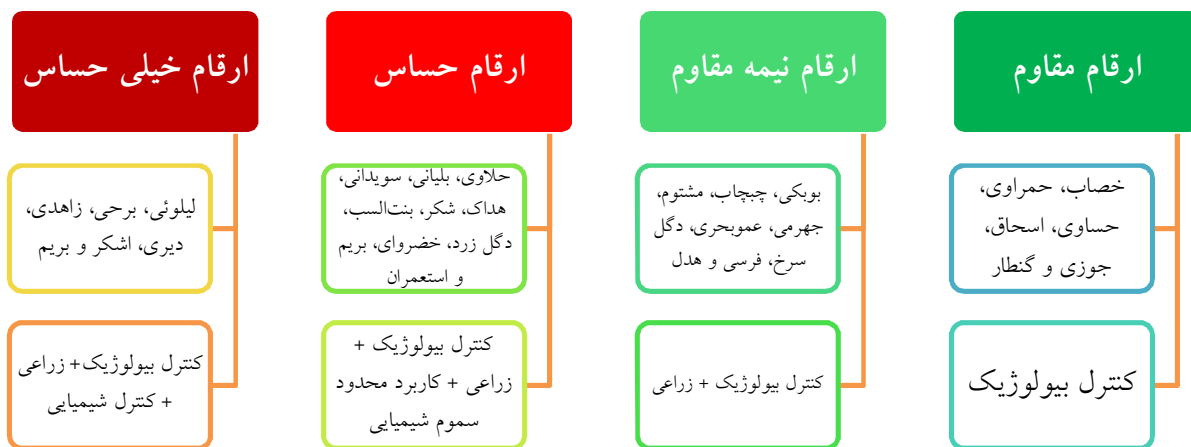 ارقام مقاوم
خصاب، حمراوی،
حساوی، اسحاق،
جوزی و گنطار
کنترل بیولوژیک
ارقام نیمه مقاوم
بوبکی، چبچاب، مشتوم،
جهرمی، عموبحری، دگل
سرخ، فرسی و هدل
کنترل بیولوژیک + زراعی
ارقام حساس
حلاوی، بلیانی، سویدانی،
هداک، شکر، بنت‌السب،
دگل زرد، خضروای، بریم
و استعمران
کنترل بیولوژیک +
زراعی + کاربرد محدود
سموم شیمیایی
ارقام خیلی حساس
لیلوئی، برحی، زاهدی،
دیری، اشکر و بریم
کنترل بیولوژیک+ زراعی
+ کنترل شیمیایی